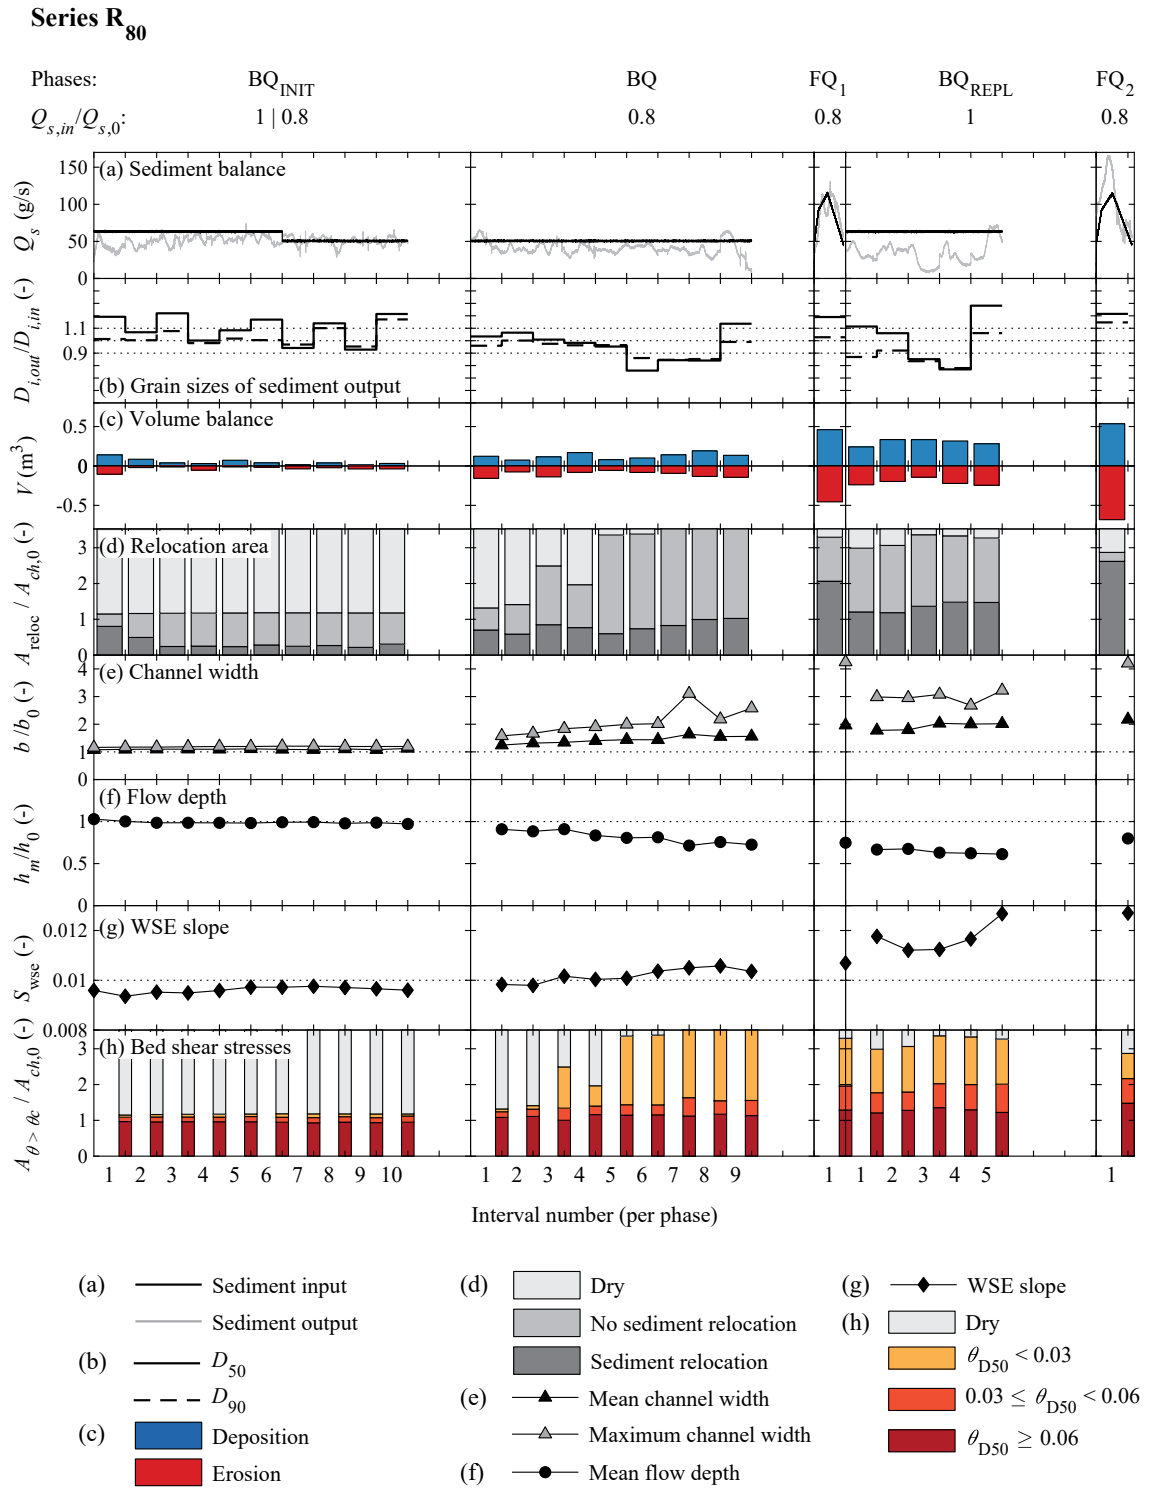 Series R80
Phases: BQINIT BQ FQ1 BQREPL FQ2
Qs,in/Qs,0: 1 | 0.8 0.8 0.8 1 0.8
(a) Sediment balance
Qs (g/s)
150
100
50
0
(b) Grain sizes of sediment output
Di,out/Di,in (-)
1.1
0.9
(c) Volume balance
V (m3)
0.5
0
-0.5
(d) Relocation area
Areloc / Ach,0 (-)
3
2
1
0
(e) Channel width
b/b0 (-)
4
3
2
1
0
(f) Flow depth
hm/h0 (-)
1
0.5
0
(g) WSE slope
Swse (-)
0.012
0.01
0.008
(h) Bed shear stresses
Aθ > θc / Ach,0 (-)
3
2
1
0
1 2 3 4 5 6 7 8 9 10 1 2 3 4 5 6 7 8 9 1 1 2 3 4 5 1
Interval number (per phase)
(a) Sediment input
Sediment output
(b) D50
D90
(c) Deposition
Erosion
(d) Dry
No sediment relocation
Sediment relocation
(e) Mean channel width
Maximum channel width
(f) Mean flow depth
(g) WSE slope
(h) Dry
θD50 < 0.03
0.03 ≤ θD50 < 0.06
θD50 ≥ 0.06